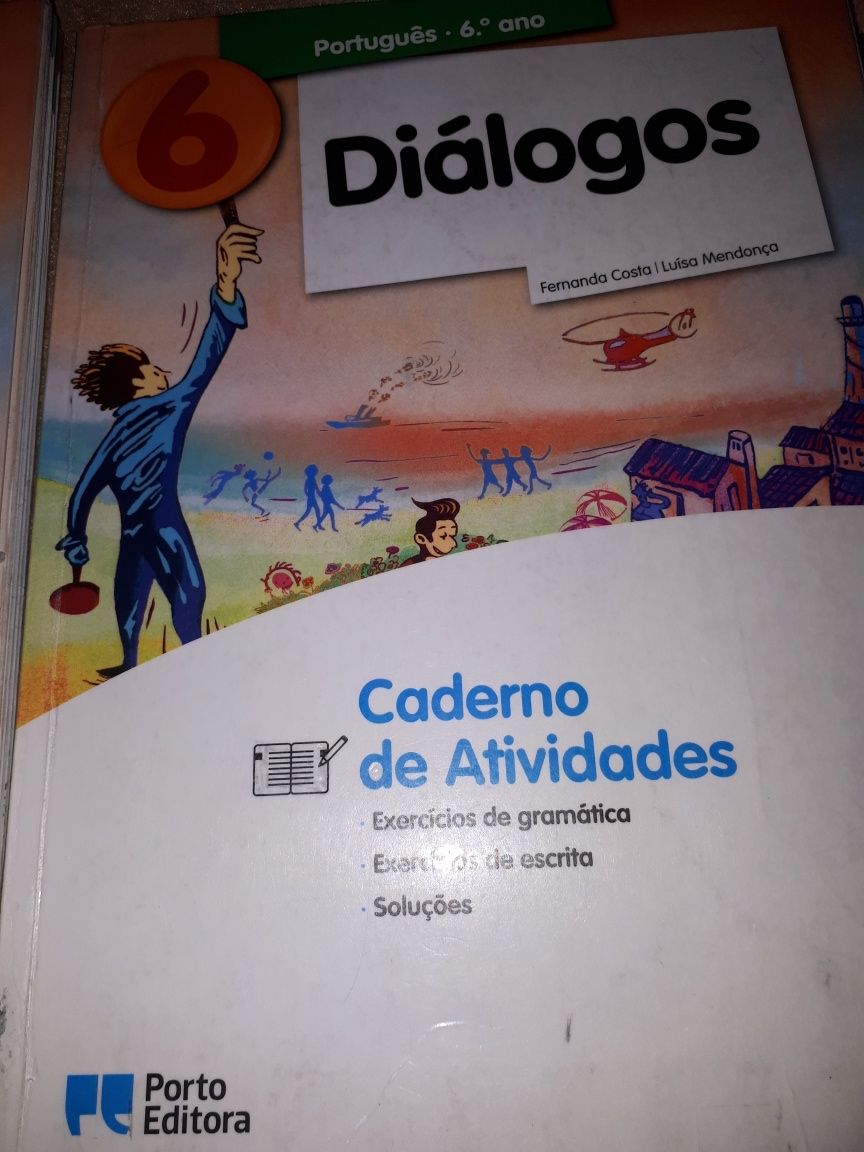 Português · 6.º ano
6
Diálogos
Fernanda Costa | Luísa Mendonça
Caderno
de Atividades
· Exercícios de gramática
· Exercícios de escrita
· Soluções
Porto
Editora